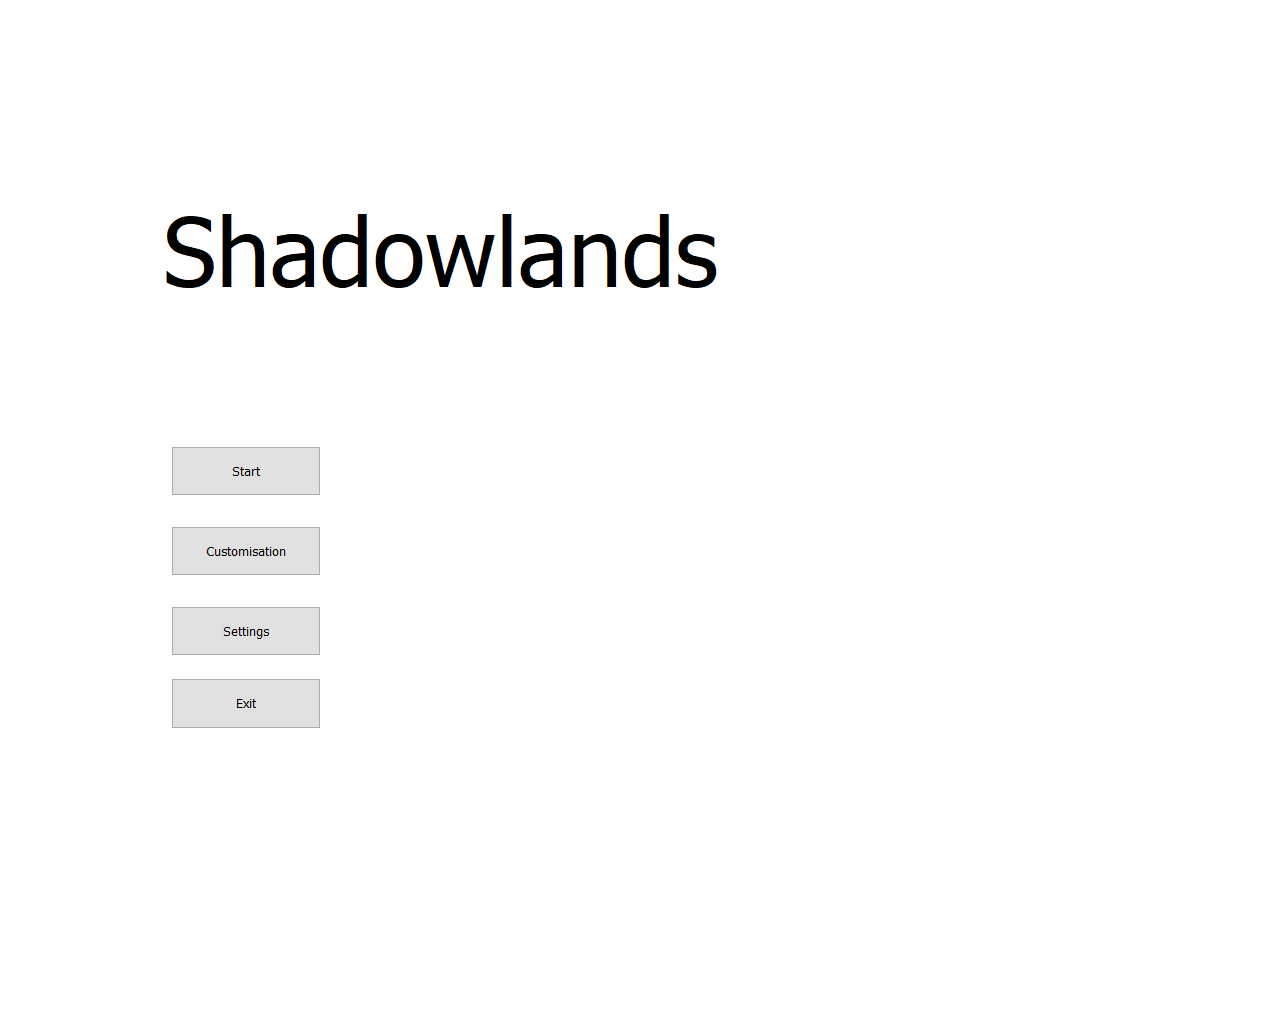 Shadowlands
Start
Customisation
Settings
Exit